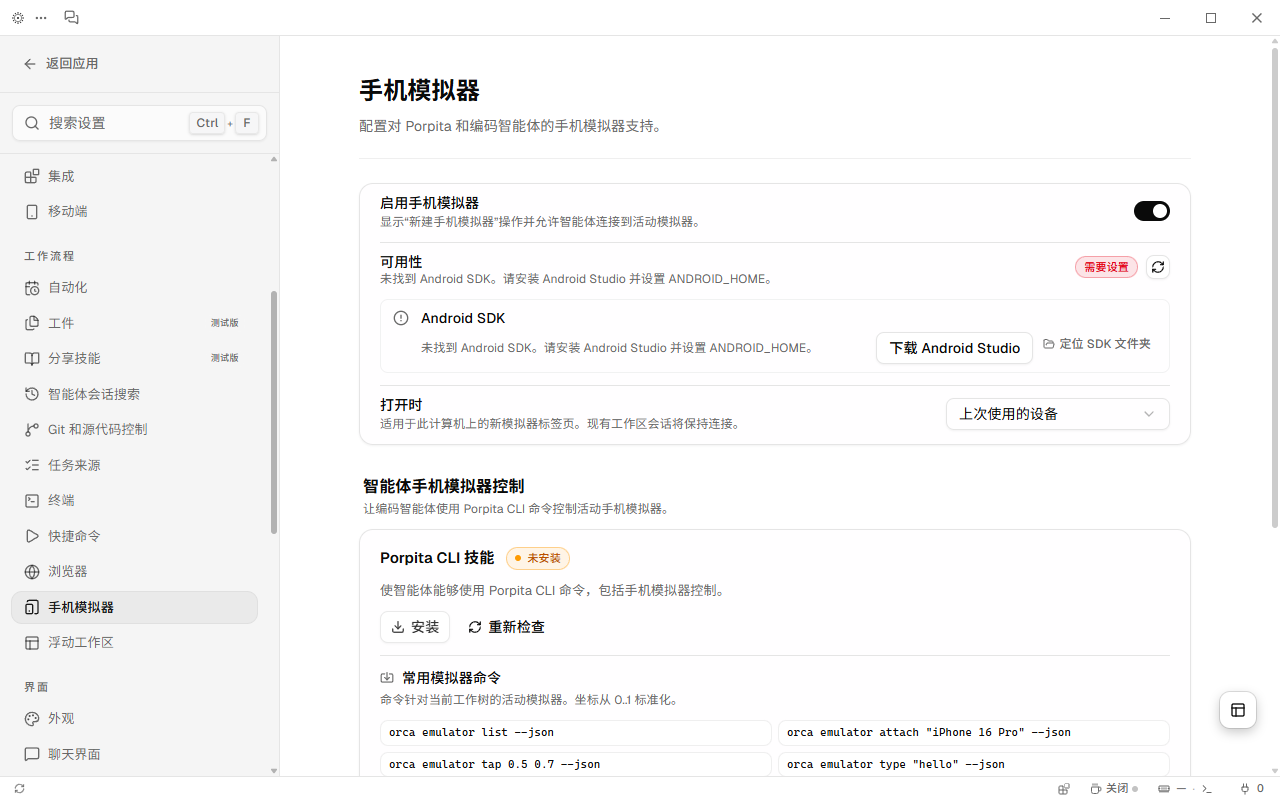 返回应用
搜索设置 Ctrl + F
集成
移动端
工作流程
自动化
工件 测试版
分享技能 测试版
智能体会话搜索
Git 和源代码控制
任务来源
终端
快捷命令
浏览器
手机模拟器
浮动工作区
界面
外观
聊天界面
手机模拟器
配置对 Porpita 和编码智能体的手机模拟器支持。
启用手机模拟器
显示“新建手机模拟器”操作并允许智能体连接到活动模拟器。
可用性
未找到 Android SDK。请安装 Android Studio 并设置 ANDROID_HOME。
需要设置
Android SDK
未找到 Android SDK。请安装 Android Studio 并设置 ANDROID_HOME。
下载 Android Studio 定位 SDK 文件夹
打开时
适用于此计算机上的新模拟器标签页。现有工作区会话将保持连接。
上次使用的设备
智能体手机模拟器控制
让编码智能体使用 Porpita CLI 命令控制活动手机模拟器。
Porpita CLI 技能 未安装
使智能体能够使用 Porpita CLI 命令，包括手机模拟器控制。
安装 重新检查
常用模拟器命令
命令针对当前工作树的活动模拟器。坐标从 0..1 标准化。
orca emulator list --json
orca emulator attach "iPhone 16 Pro" --json
orca emulator tap 0.5 0.7 --json
orca emulator type "hello" --json
关闭 — · 0